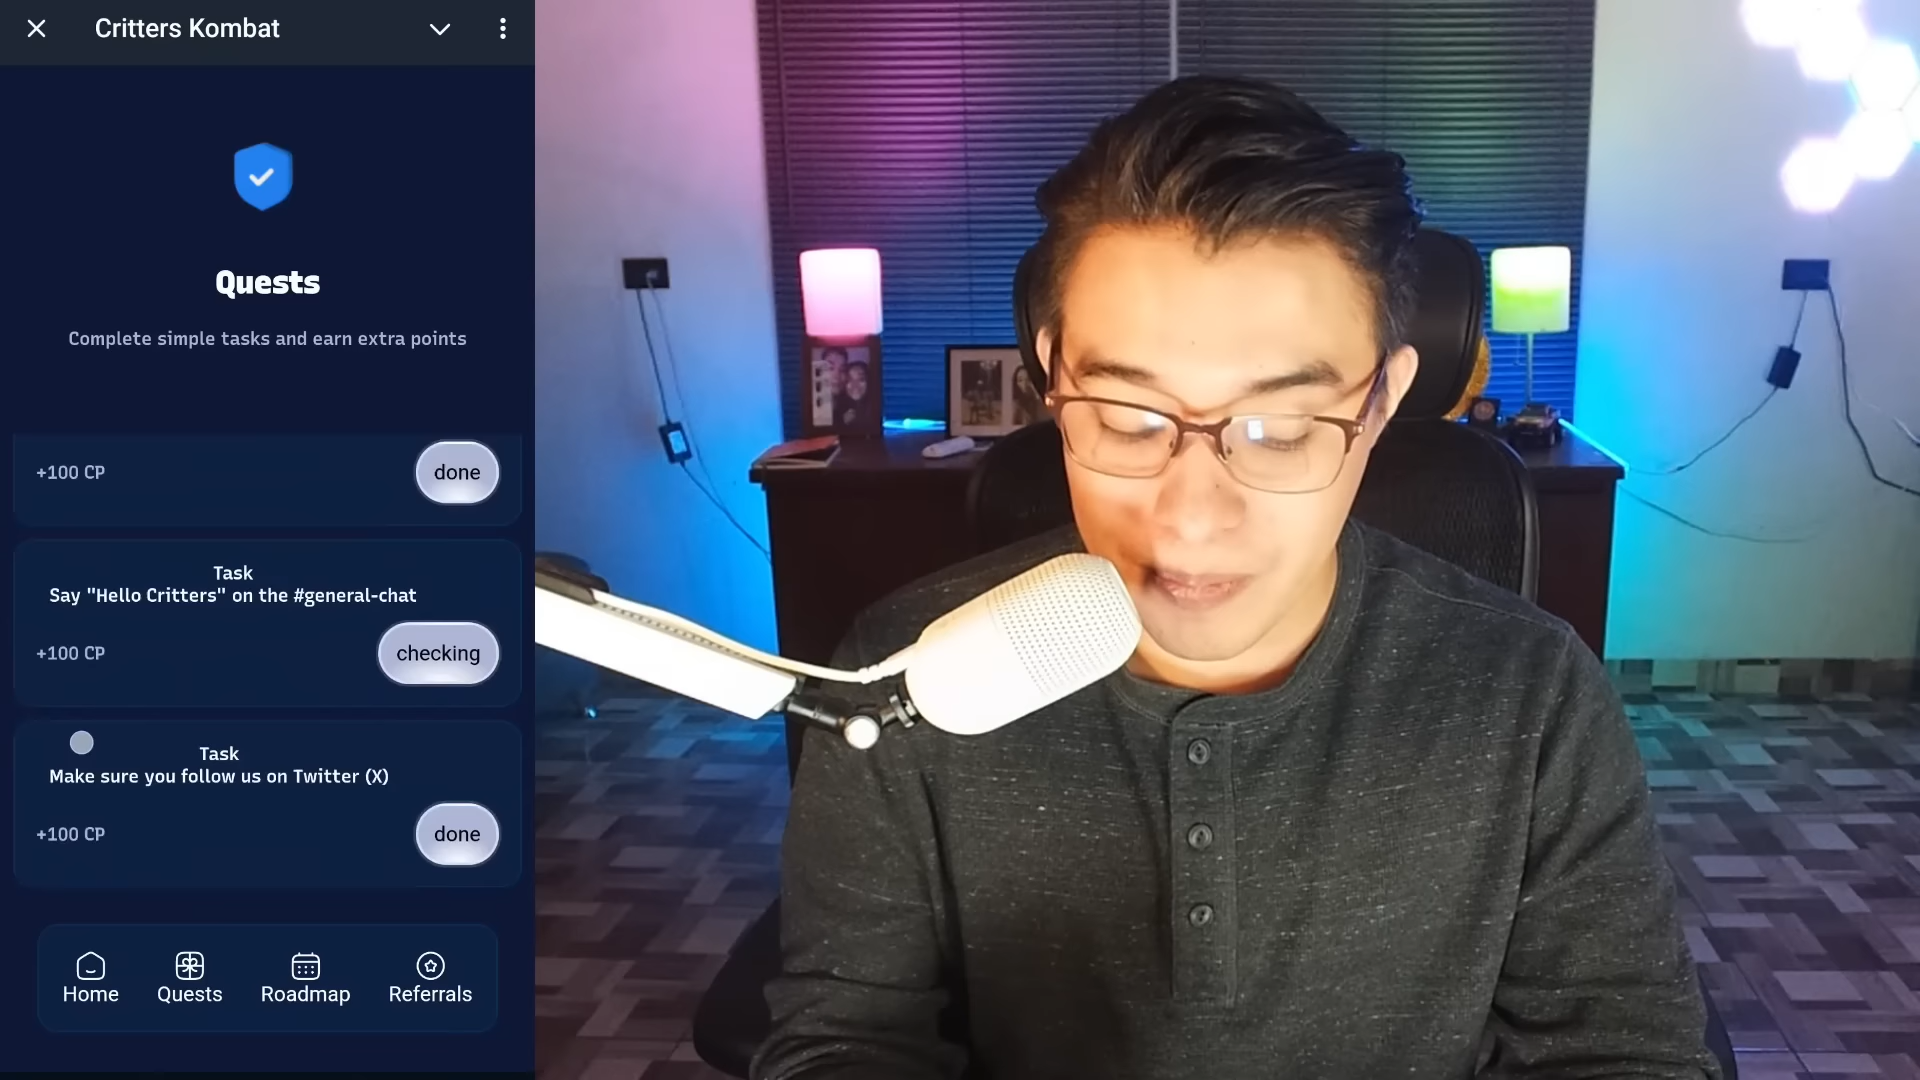 Critters Kombat
Quests
Complete simple tasks and earn extra points
+100 CP
done
Task
Say "Hello Critters" on the #general-chat
+100 CP
checking
Task
Make sure you follow us on Twitter (X)
+100 CP
done
Home
Quests
Roadmap
Referrals